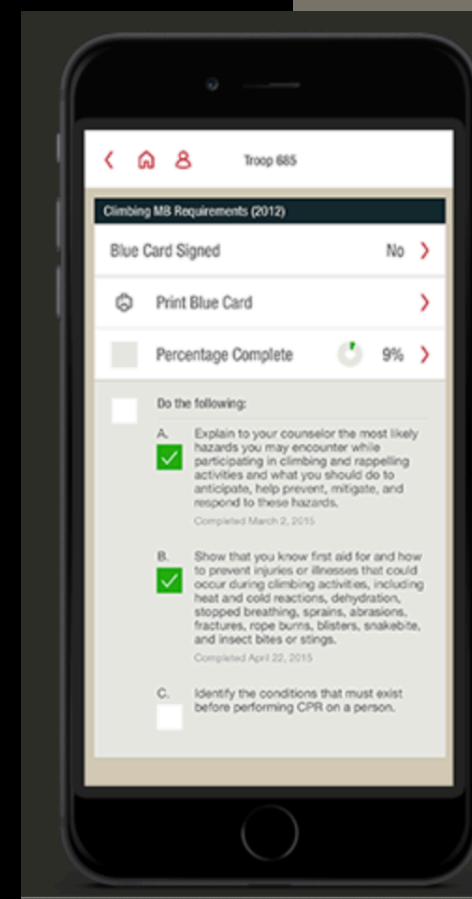 Troop 685
Climbing MB Requirements (2012)
Blue Card Signed No
Print Blue Card
Percentage Complete 9%
Do the following:
A. Explain to your counselor the most likely
hazards you may encounter while
participating in climbing and rappelling
activities and what you should do to
anticipate, help prevent, mitigate, and
respond to these hazards.
Completed March 2, 2015
B. Show that you know first aid for and how
to prevent injuries or illnesses that could
occur during climbing activities, including
heat and cold reactions, dehydration,
stopped breathing, sprains, abrasions,
fractures, rope burns, blisters, snakebite,
and insect bites or stings.
Completed April 22, 2015
C. Identify the conditions that must exist
before performing CPR on a person.